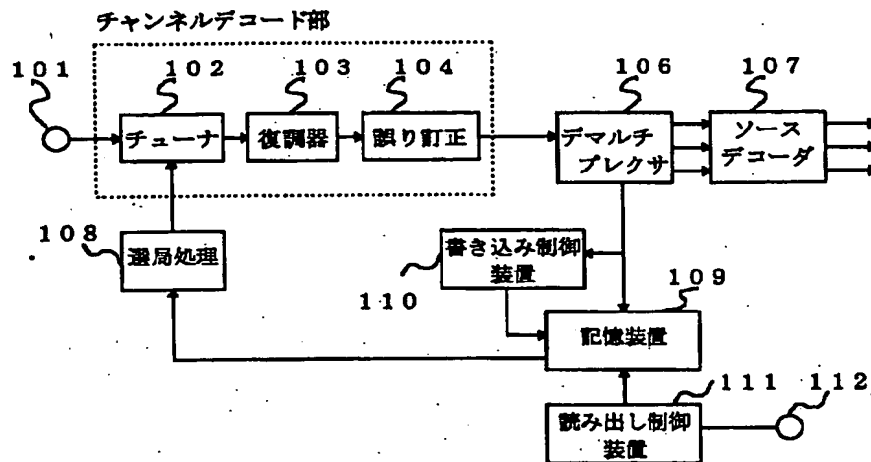 チャンネルデコード部
101
102
103
104
106
107
チューナ
復調器
誤り訂正
デマルチ
プレクサ
ソース
デコーダ
108
選局処理
書き込み制御
装置
110
109
記憶装置
111
112
読み出し制御
装置